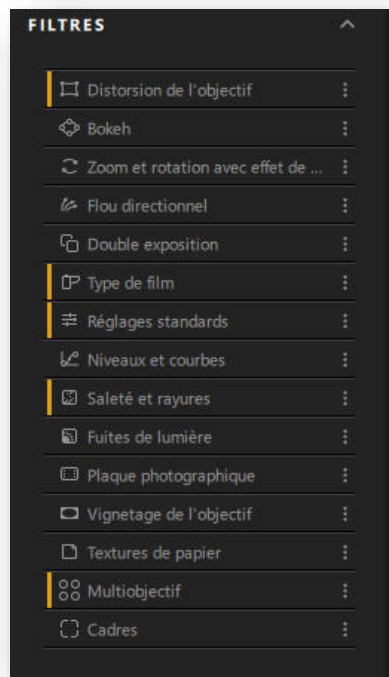 FILTRES
Distorsion de l'objectif
Bokeh
Zoom et rotation avec effet de ...
Flou directionnel
Double exposition
Type de film
Réglages standards
Niveaux et courbes
Saleté et rayures
Fuites de lumière
Plaque photographique
Vignetage de l'objectif
Textures de papier
Multiobjectif
Cadres